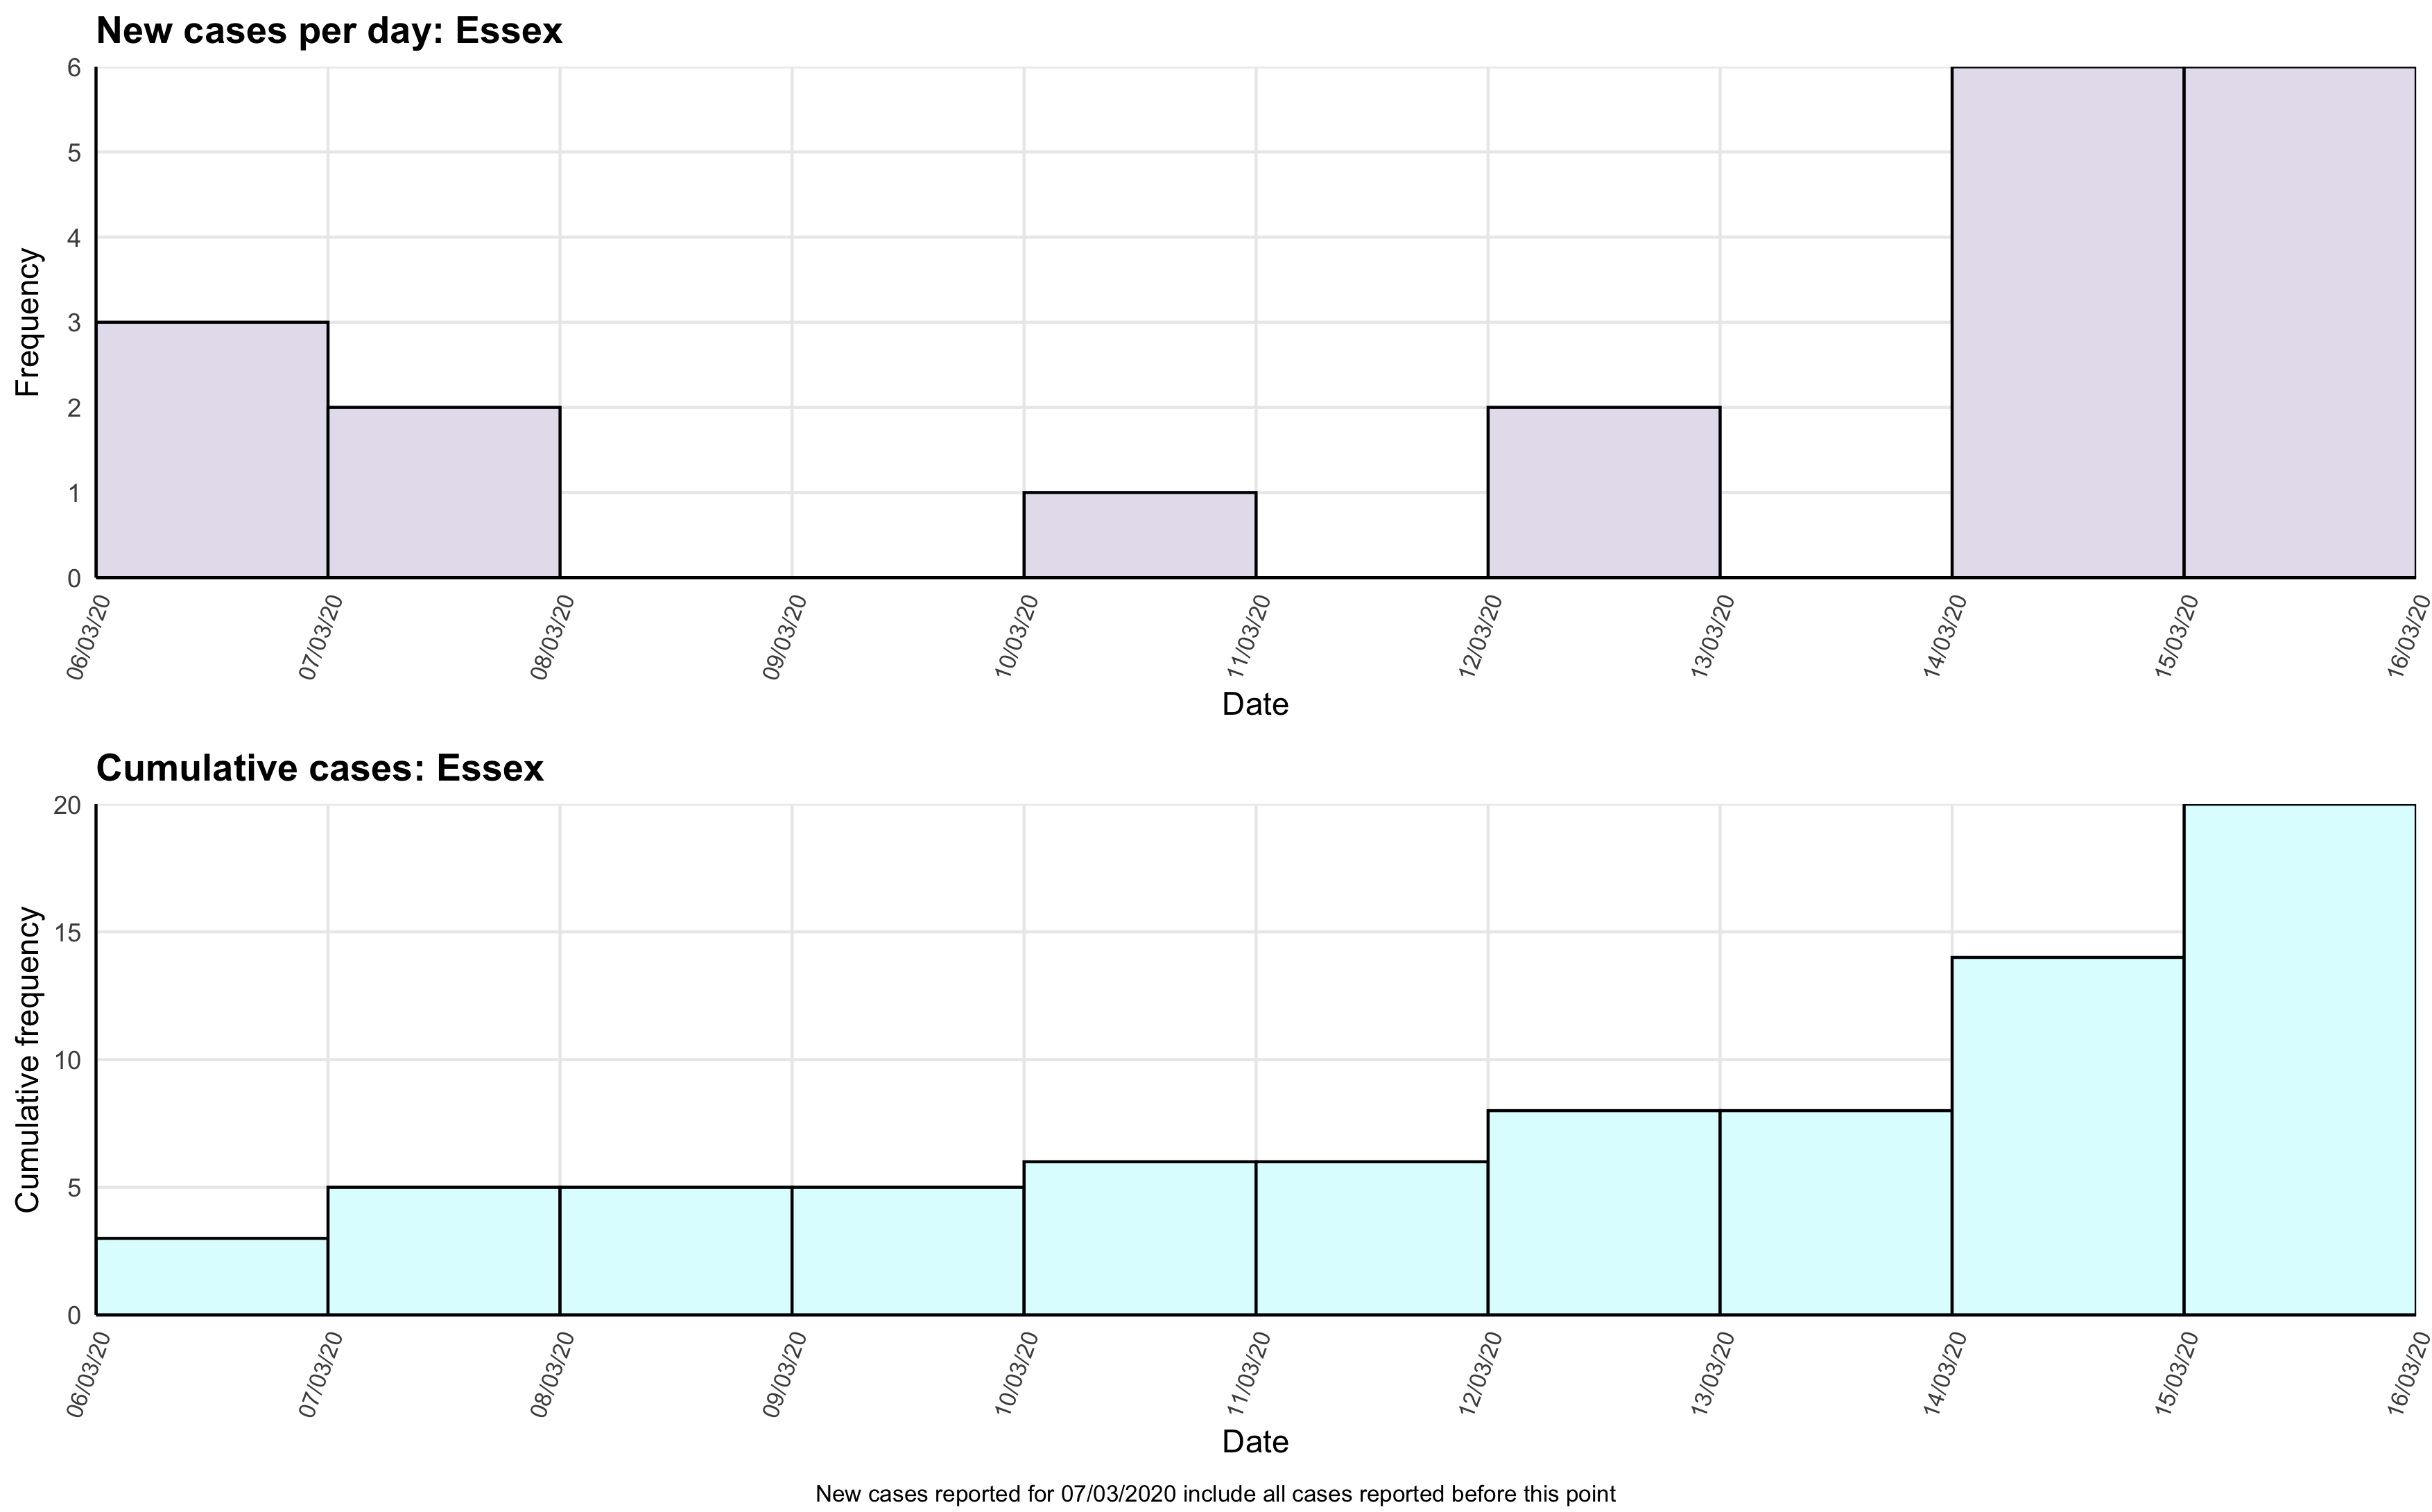 New cases per day: Essex
6
5
4
3
2
1
0
Frequency
06/03/20 07/03/20 08/03/20 09/03/20 10/03/20 11/03/20 12/03/20 13/03/20 14/03/20 15/03/20 16/03/20
Date
Cumulative cases: Essex
20
15
10
5
0
Cumulative frequency
06/03/20 07/03/20 08/03/20 09/03/20 10/03/20 11/03/20 12/03/20 13/03/20 14/03/20 15/03/20 16/03/20
Date
New cases reported for 07/03/2020 include all cases reported before this point